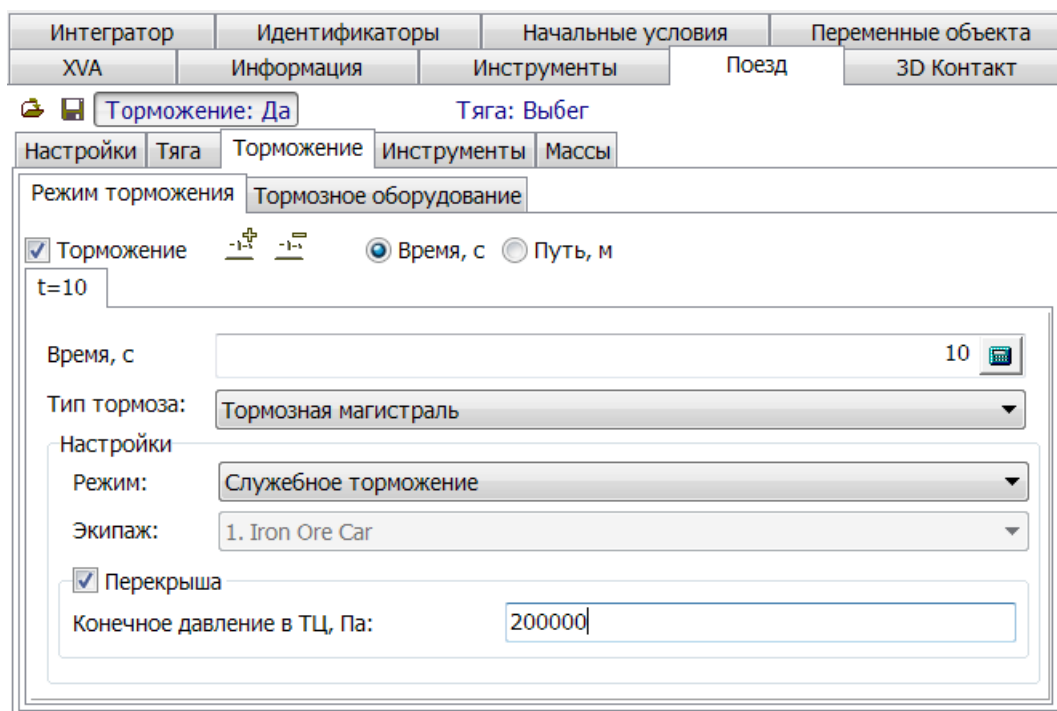 Интегратор Идентификаторы Начальные условия Переменные объекта
XVA Информация Инструменты Поезд 3D Контакт
Торможение: Да Тяга: Выбег
Настройки Тяга Торможение Инструменты Массы
Режим торможения Тормозное оборудование
Торможение Время, с Путь, м
t=10
Время, с 10
Тип тормоза: Тормозная магистраль
Настройки
Режим: Служебное торможение
Экипаж: 1. Iron Ore Car
Перекрыша
Конечное давление в ТЦ, Па: 200000